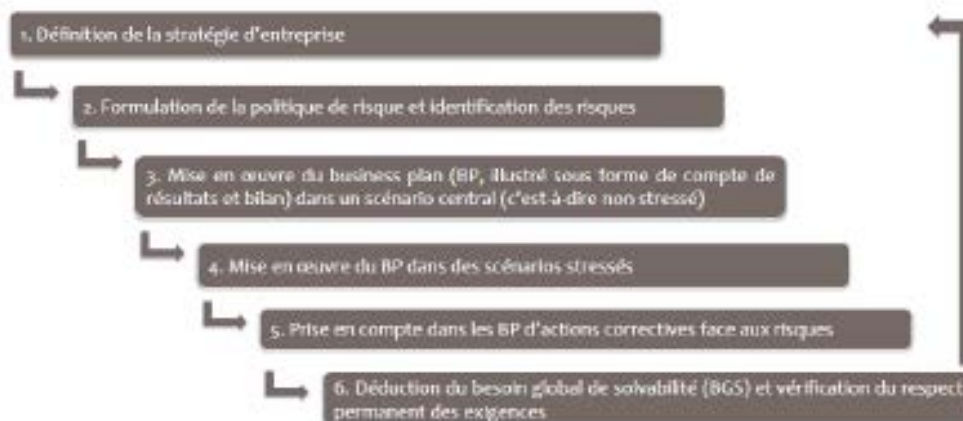 1. Définition de la stratégie d'entreprise
2. Formulation de la politique de risque et identification des risques
3. Mise en œuvre du business plan (BP, illustré sous forme de compte de
résultats et bilan) dans un scénario central (c'est-à-dire non stressé)
4. Mise en œuvre du BP dans des scénarios stressés
5. Prise en compte dans les BP d'actions correctives face aux risques
6. Déduction du besoin global de solvabilité (BGS) et vérification du respect
permanent des exigences